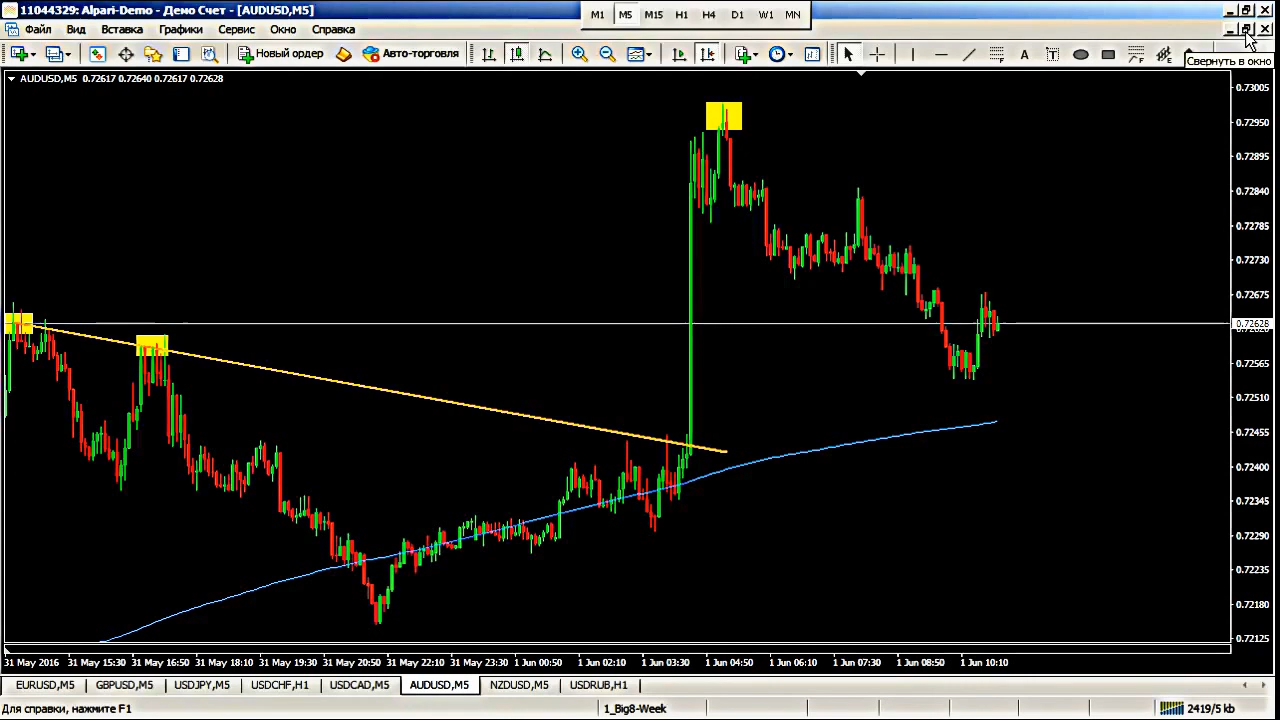 11044329: Alpari-Demo - Демо Счет - [AUDUSD,M5]
M1 M5 M15 H1 H4 D1 W1 MN
Файл Вид Вставка Графики Сервис Окно Справка
Новый ордер Авто-торговля
Свернуть в окно
AUDUSD,M5 0.72617 0.72640 0.72617 0.72628
0.73005
0.72950
0.72895
0.72840
0.72785
0.72730
0.72675
0.72628
0.72565
0.72510
0.72455
0.72400
0.72345
0.72290
0.72235
0.72180
0.72125
31 May 2016 31 May 15:30 31 May 16:50 31 May 18:10 31 May 19:30 31 May 20:50 31 May 22:10 31 May 23:30 1 Jun 00:50 1 Jun 02:10 1 Jun 03:30 1 Jun 04:50 1 Jun 06:10 1 Jun 07:30 1 Jun 08:50 1 Jun 10:10
EURUSD,M5 GBPUSD,M5 USDJPY,M5 USDCHF,H1 USDCAD,M5 AUDUSD,M5 NZDUSD,M5 USDRUB,H1
Для справки, нажмите F1 1_Big8-Week 2419/5 kb